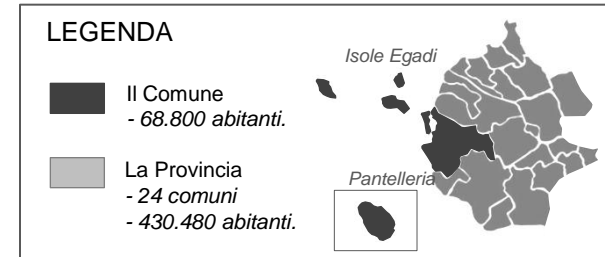 LEGENDA
Il Comune
- 68.800 abitanti.
La Provincia
- 24 comuni
- 430.480 abitanti.
Isole Egadi
Pantelleria